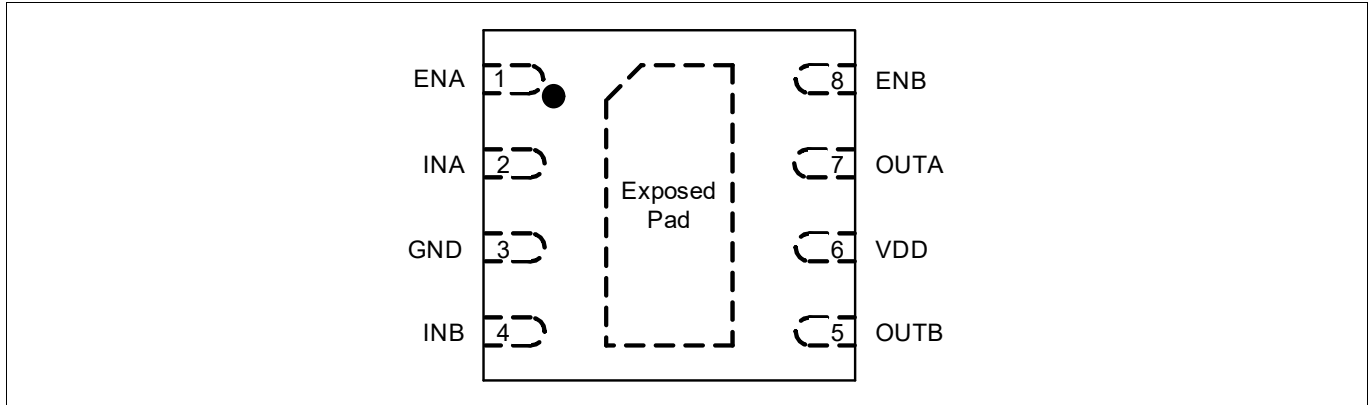 ENA 1 8 ENB
INA 2 7 OUTA
Exposed
Pad
GND 3 6 VDD
INB 4 5 OUTB